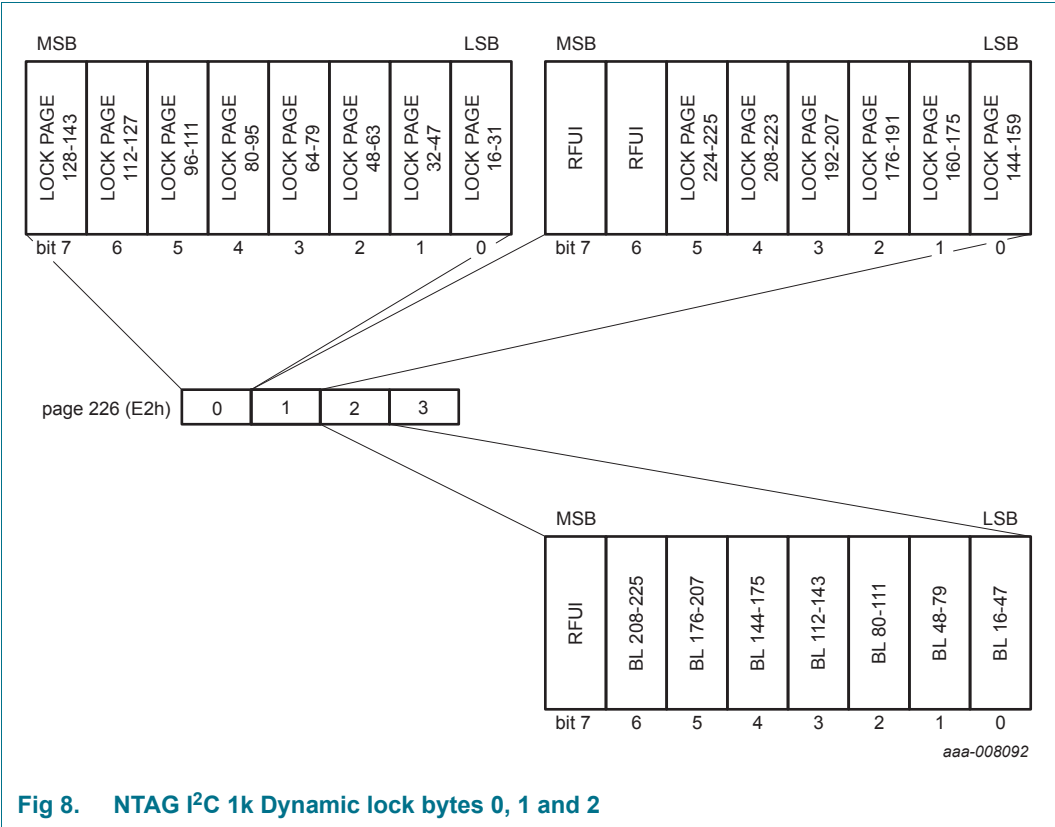 MSB LSB
LOCK PAGE
128-143
LOCK PAGE
112-127
LOCK PAGE
96-111
LOCK PAGE
80-95
LOCK PAGE
64-79
LOCK PAGE
48-63
LOCK PAGE
32-47
LOCK PAGE
16-31
bit 7 6 5 4 3 2 1 0
MSB LSB
RFUI
RFUI
LOCK PAGE
224-225
LOCK PAGE
208-223
LOCK PAGE
192-207
LOCK PAGE
176-191
LOCK PAGE
160-175
LOCK PAGE
144-159
bit 7 6 5 4 3 2 1 0
page 226 (E2h) 0 1 2 3
MSB LSB
RFUI
BL 208-225
BL 176-207
BL 144-175
BL 112-143
BL 80-111
BL 48-79
BL 16-47
bit 7 6 5 4 3 2 1 0
aaa-008092
Fig 8. NTAG I²C 1k Dynamic lock bytes 0, 1 and 2